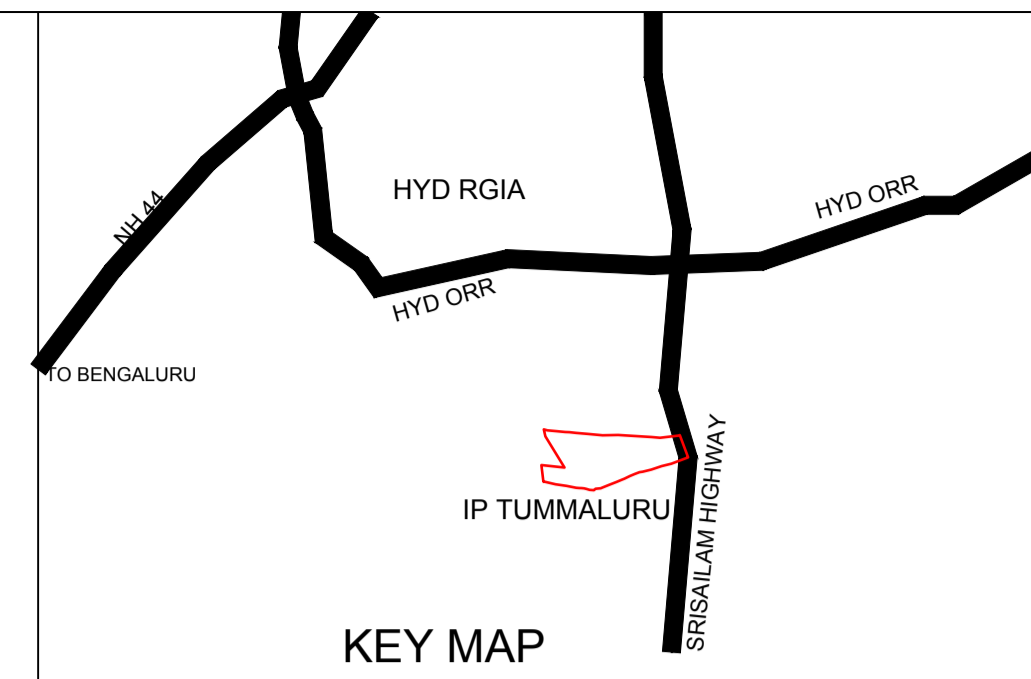 HYD RGIA
HYD ORR
NH 44
HYD ORR
TO BENGALURU
IP TUMMALURU
SRISAILAM HIGHWAY
KEY MAP